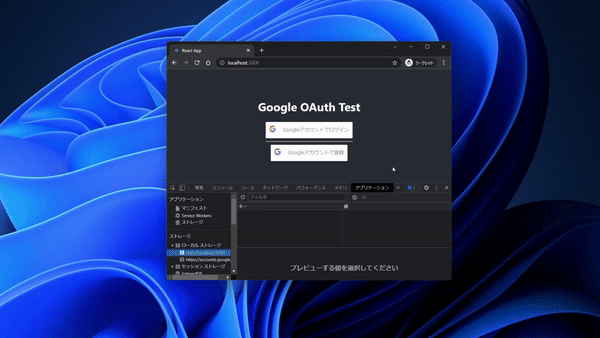 React App
localhost:3000
シークレット
Google OAuth Test
Googleアカウントでログイン
Googleアカウントで登録
要素 コンソール ソース ネットワーク パフォーマンス メモリ アプリケーション
アプリケーション
フィルタ
マニフェスト
Service Workers
ストレージ
キー 値
ストレージ
ローカル ストレージ
https://accounts.google
セッション ストレージ
プレビューする値を選択してください